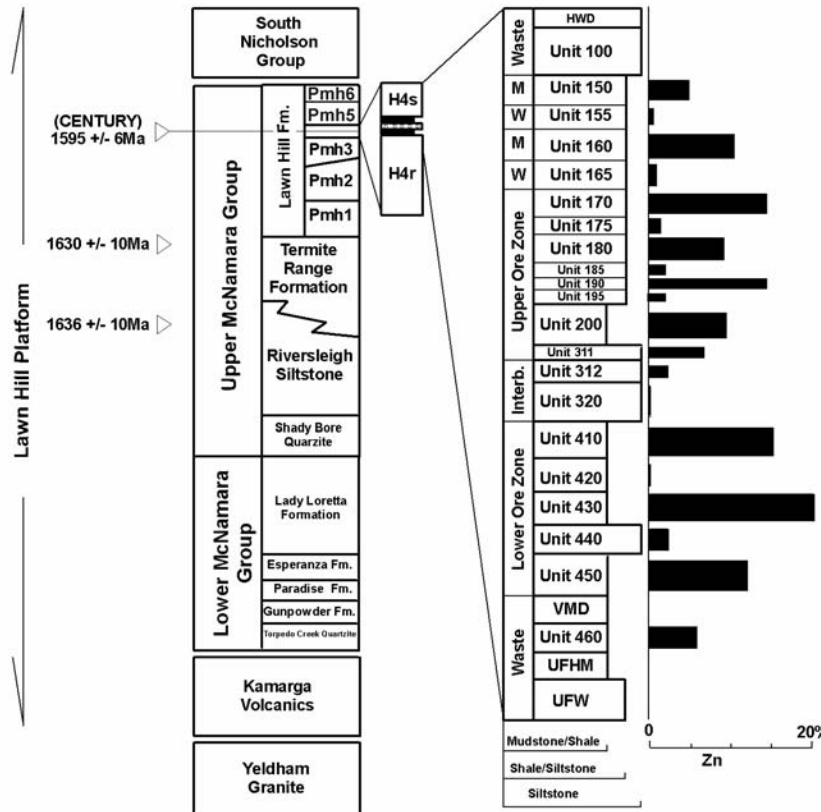 South
Nicholson
Group
Lawn Hill Platform
(CENTURY)
1595 +/- 6Ma
1630 +/- 10Ma
1636 +/- 10Ma
Upper McNamara Group
Lawn Hill Fm.
Pmh6
Pmh5
Pmh3
Pmh2
Pmh1
H4s
H4r
Termite
Range
Formation
Riversleigh
Siltstone
Shady Bore
Quarzite
Lower McNamara
Group
Lady Loretta
Formation
Esperanza Fm.
Paradise Fm.
Gunpowder Fm.
Torpedo Creek Quartzite
Kamarga
Volcanics
Yeldham
Granite
Waste
HWD
Unit 100
M
Unit 150
W
Unit 155
M
Unit 160
W
Unit 165
Upper Ore Zone
Unit 170
Unit 175
Unit 180
Unit 185
Unit 190
Unit 195
Unit 200
Unit 311
Interb.
Unit 312
Unit 320
Lower Ore Zone
Unit 410
Unit 420
Unit 430
Unit 440
Unit 450
Waste
VMD
Unit 460
UFHM
UFW
Mudstone/Shale
Shale/Siltstone
Siltstone
0
20%
Zn